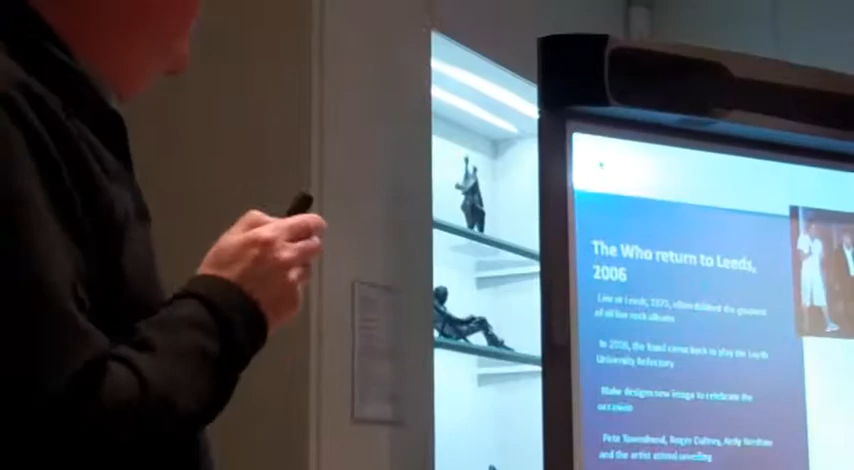 The Who return to Leeds,
2006
Live at Leeds, 1970, often dubbed the greatest
of all live rock albums
In 2006, the band come back to play the
University Refectory
Blake designs new image to celebrate the
occasion
Pete Townshend, Roger Daltrey, Andy Kershaw
and the artist attend unveiling